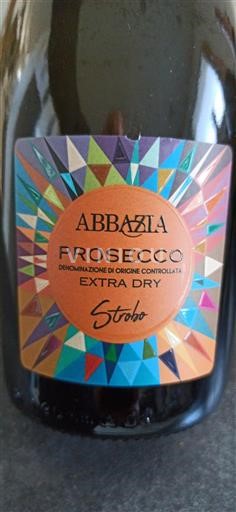 ABBAZIA
PROSECCO
DENOMINAZIONE DI ORIGINE CONTROLLATA
EXTRA DRY
Strobo